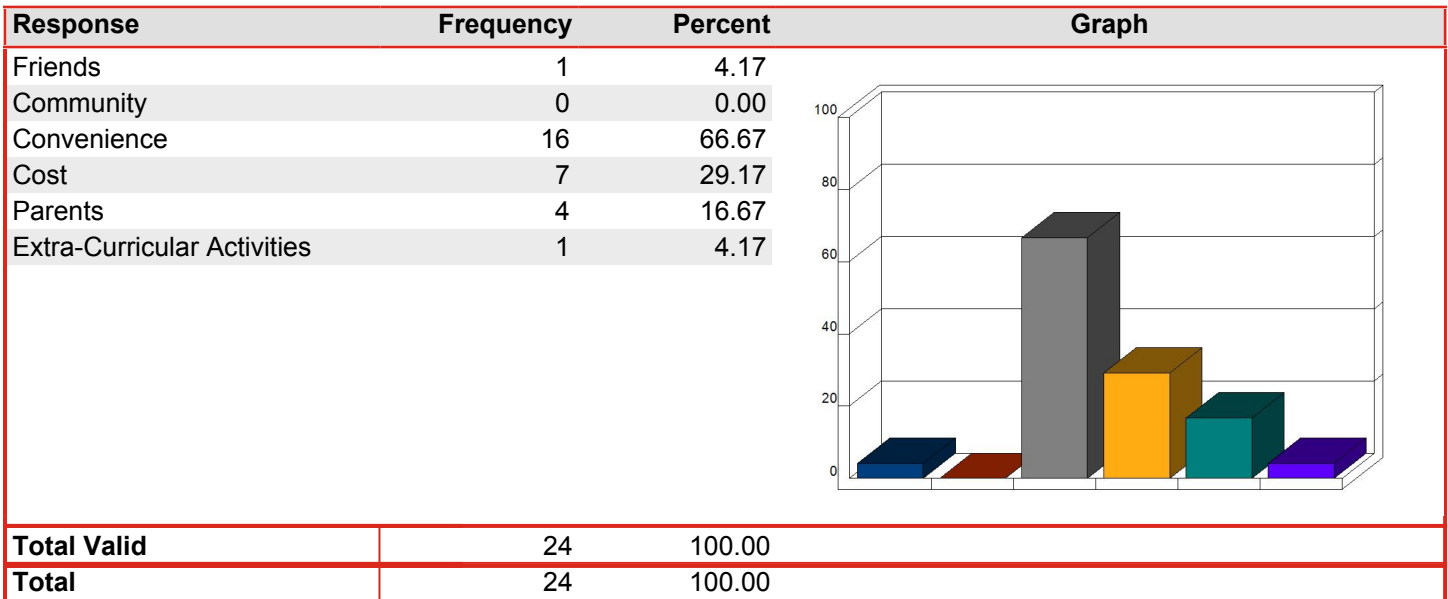 Response Frequency Percent Graph
Friends 1 4.17
Community 0 0.00
Convenience 16 66.67
Cost 7 29.17
Parents 4 16.67
Extra-Curricular Activities 1 4.17
100
80
60
40
20
0
Total Valid 24 100.00
Total 24 100.00